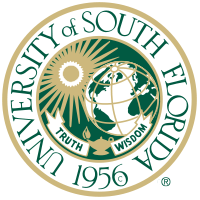 UNIVERSITY of SOUTH FLORIDA
TRUTH WISDOM
1956
©
®